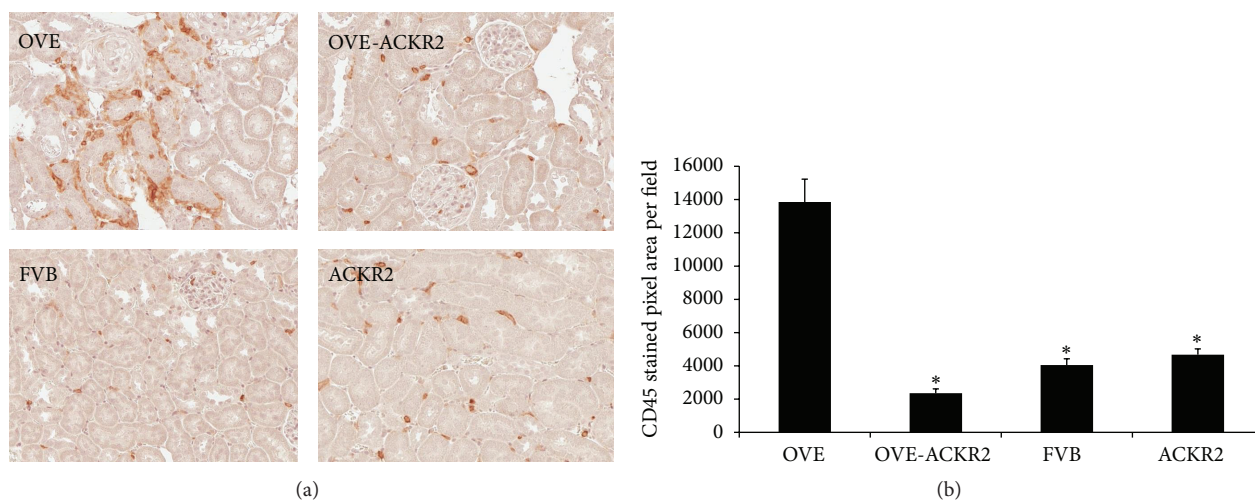 OVE
OVE-ACKR2
FVB
ACKR2
(a)
CD45 stained pixel area per field
16000
14000
12000
10000
8000
6000
4000
2000
0
*
*
*
OVE
OVE-ACKR2
FVB
ACKR2
(b)